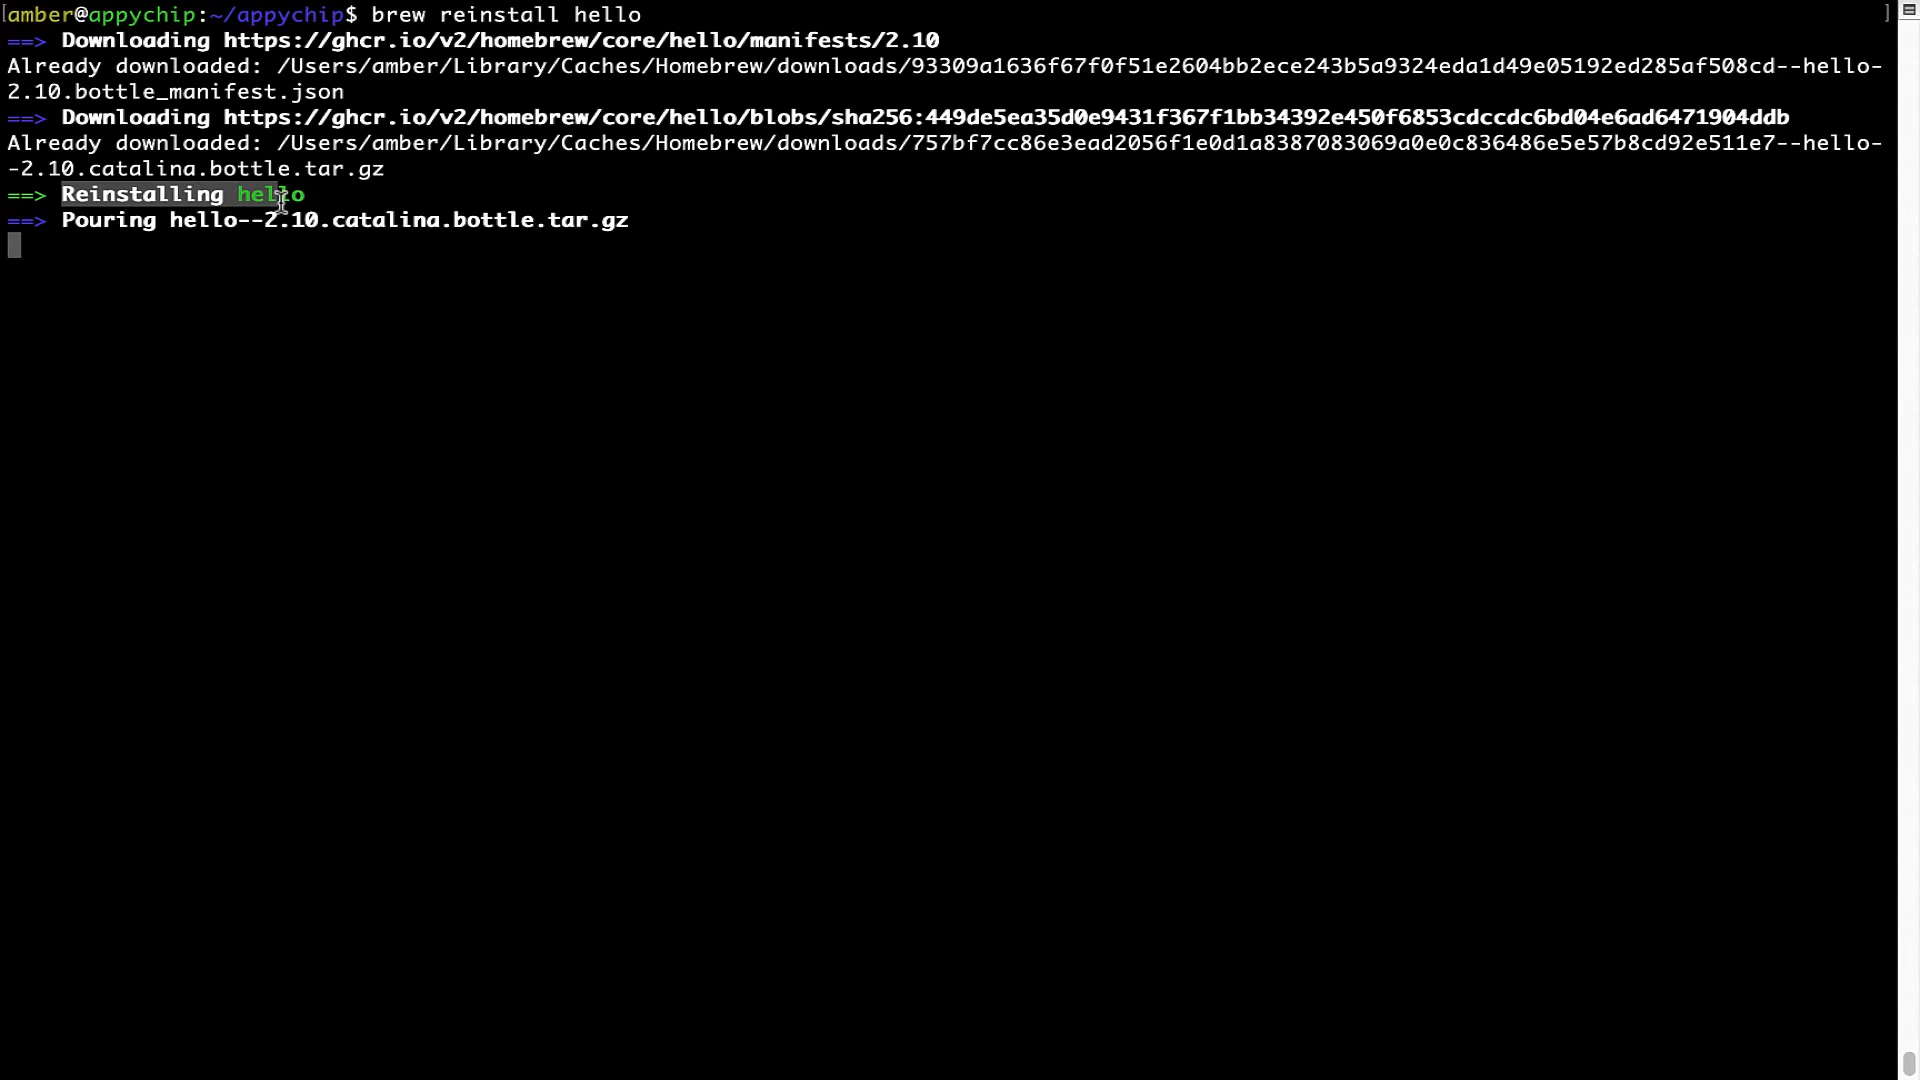 [amber@appychip:~/appychip$ brew reinstall hello ]
==> Downloading https://ghcr.io/v2/homebrew/core/hello/manifests/2.10
Already downloaded: /Users/amber/Library/Caches/Homebrew/downloads/93309a1636f67f0f51e2604bb2ece243b5a9324eda1d49e05192ed285af508cd--hello-
2.10.bottle_manifest.json
==> Downloading https://ghcr.io/v2/homebrew/core/hello/blobs/sha256:449de5ea35d0e9431f367f1bb34392e450f6853cdccdc6bd04e6ad6471904ddb
Already downloaded: /Users/amber/Library/Caches/Homebrew/downloads/757bf7cc86e3ead2056f1e0d1a8387083069a0e0c836486e5e57b8cd92e511e7--hello-
-2.10.catalina.bottle.tar.gz
==> Reinstalling hello
==> Pouring hello--2.10.catalina.bottle.tar.gz